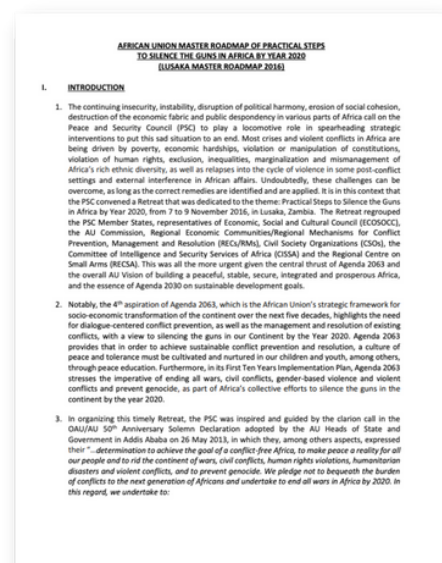 AFRICAN UNION MASTER ROADMAP OF PRACTICAL STEPS
TO SILENCE THE GUNS IN AFRICA BY YEAR 2020
(LUSAKA MASTER ROADMAP 2016)
I. INTRODUCTION
1. The continuing insecurity, instability, disruption of political harmony, erosion of social cohesion,
destruction of the economic fabric and public despondency in various parts of Africa call on the
Peace and Security Council (PSC) to play a locomotive role in spearheading strategic
interventions to put this sad situation to an end. Most crises and violent conflicts in Africa are
being driven by poverty, economic hardships, violation or manipulation of constitutions,
violation of human rights, exclusion, inequalities, marginalization and mismanagement of
Africa's rich ethnic diversity, as well as relapses into the cycle of violence in some post-conflict
settings and external interference in African affairs. Undoubtedly, these challenges can be
overcome, as long as the correct remedies are identified and are applied. It is in this context that
the PSC convened a Retreat that was dedicated to the theme: Practical Steps to Silence the Guns
in Africa by Year 2020, from 7 to 9 November 2016, in Lusaka, Zambia. The Retreat regrouped
the PSC Member States, representatives of Economic, Social and Cultural Council (ECOSOCC),
the AU Commission, Regional Economic Communities/Regional Mechanisms for Conflict
Prevention, Management and Resolution (RECs/RMs), Civil Society Organizations (CSOs), the
Committee of Intelligence and Security Services of Africa (CISSA) and the Regional Centre on
Small Arms (RECSA). This was all the more urgent given the central thrust of Agenda 2063 and
the overall AU Vision of building a peaceful, stable, secure, integrated and prosperous Africa,
and the essence of Agenda 2030 on sustainable development goals.
2. Notably, the 4th aspiration of Agenda 2063, which is the African Union's strategic framework for
socio-economic transformation of the continent over the next five decades, highlights the need
for dialogue-centered conflict prevention, as well as the management and resolution of existing
conflicts, with a view to silencing the guns in our Continent by the Year 2020. Agenda 2063
provides that in order to achieve sustainable conflict prevention and resolution, a culture of
peace and tolerance must be cultivated and nurtured in our children and youth, among others,
through peace education. Furthermore, in its First Ten Years Implementation Plan, Agenda 2063
stresses the imperative of ending all wars, civil conflicts, gender-based violence and violent
conflicts and prevent genocide, as part of Africa's collective efforts to silence the guns in the
continent by the year 2020.
3. In organizing this timely Retreat, the PSC was inspired and guided by the clarion call in the
OAU/AU 50th Anniversary Solemn Declaration adopted by the AU Heads of State and
Government in Addis Ababa on 26 May 2013, in which they, among others aspects, expressed
their "...determination to achieve the goal of a conflict-free Africa, to make peace a reality for all
our people and to rid the continent of wars, civil conflicts, human rights violations, humanitarian
disasters and violent conflicts, and to prevent genocide. We pledge not to bequeath the burden
of conflicts to the next generation of Africans and undertake to end all wars in Africa by 2020. In
this regard, we undertake to: